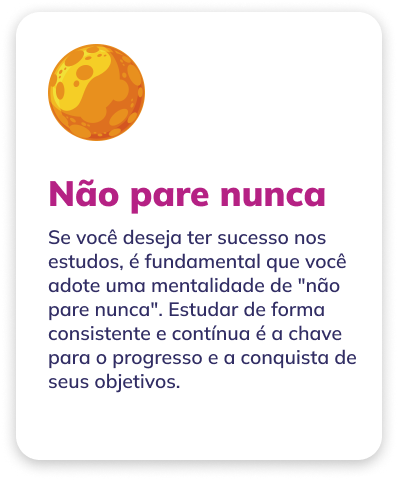 Não pare nunca
Se você deseja ter sucesso nos
estudos, é fundamental que você
adote uma mentalidade de "não
pare nunca". Estudar de forma
consistente e contínua é a chave
para o progresso e a conquista de
seus objetivos.